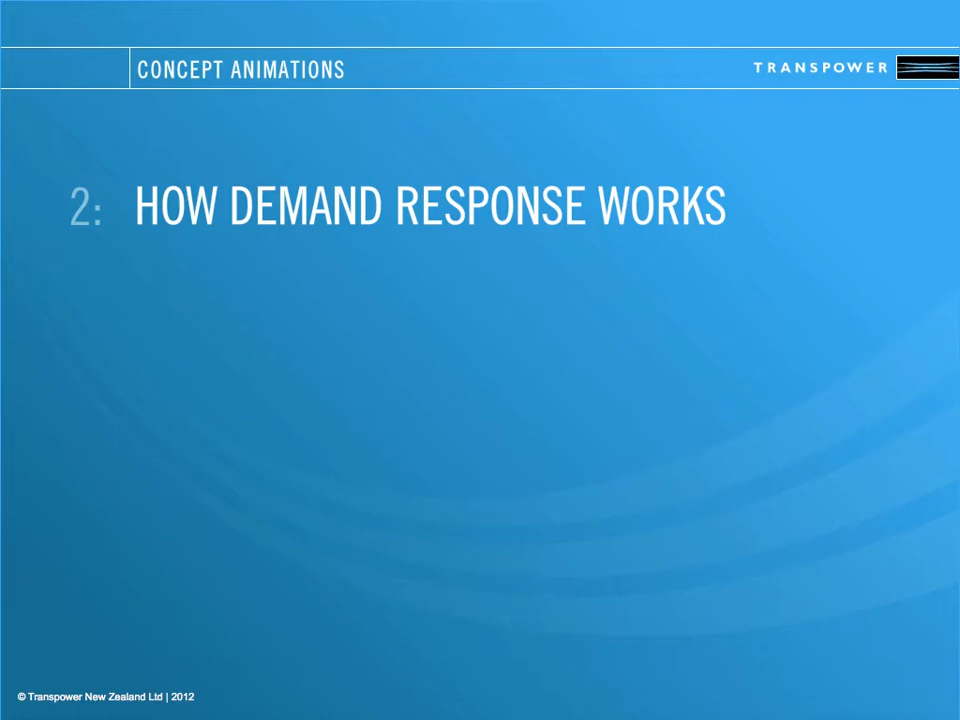 CONCEPT ANIMATIONS
TRANSPOWER
2: HOW DEMAND RESPONSE WORKS
© Transpower New Zealand Ltd | 2012